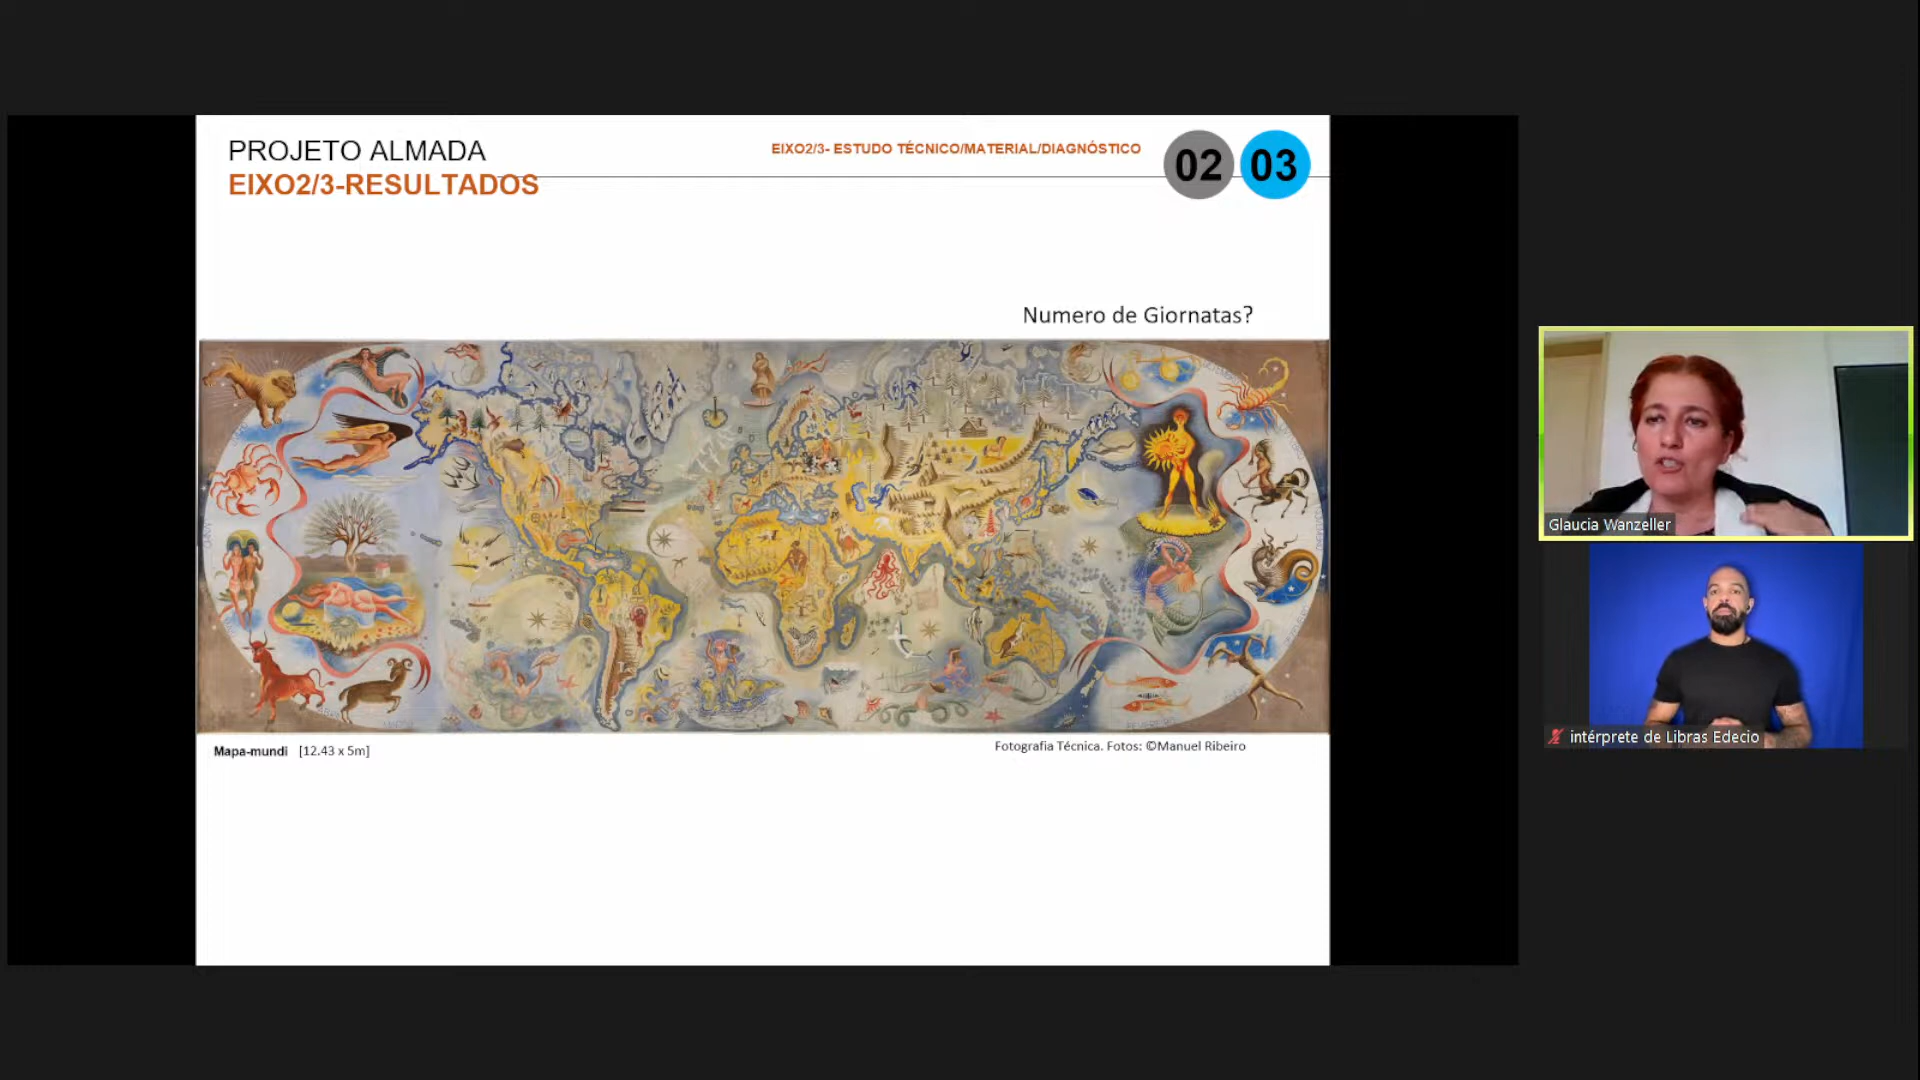 PROJETO ALMADA
EIXO2/3-RESULTADOS
EIXO2/3- ESTUDO TÉCNICO/MATERIAL/DIAGNÓSTICO
02
03
Numero de Giornatas?
Mapa-mundi [12.43 x 5m]
Fotografia Técnica. Fotos: ©Manuel Ribeiro
Glaucia Wanzeller
intérprete de Libras Edecio